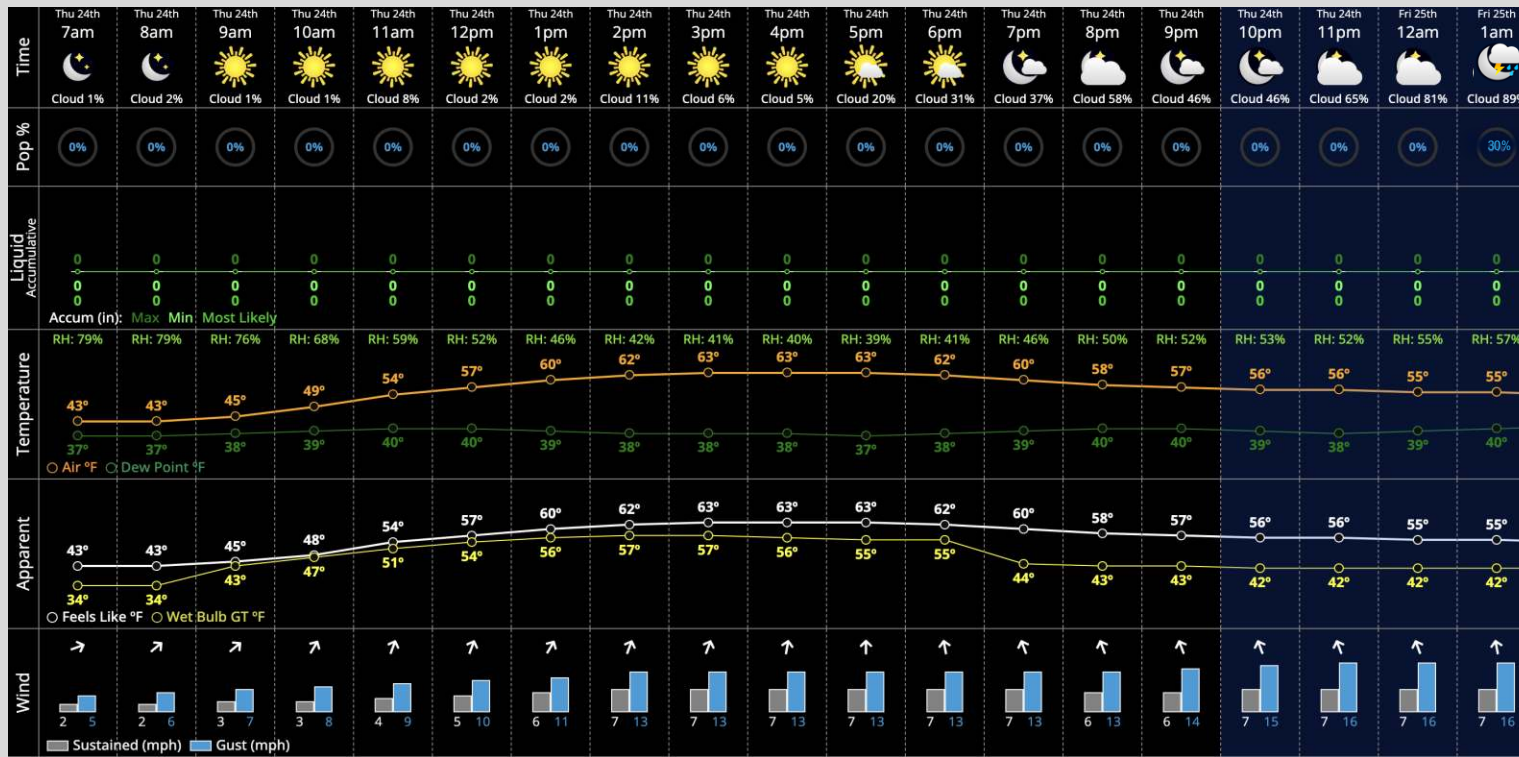 Time
Thu 24th Thu 24th Thu 24th Thu 24th Thu 24th Thu 24th Thu 24th Thu 24th Thu 24th Thu 24th Thu 24th Thu 24th Thu 24th Thu 24th Thu 24th Thu 24th Thu 24th Fri 25th Fri 25th
7am 8am 9am 10am 11am 12pm 1pm 2pm 3pm 4pm 5pm 6pm 7pm 8pm 9pm 10pm 11pm 12am 1am
Cloud 1% Cloud 2% Cloud 1% Cloud 1% Cloud 8% Cloud 2% Cloud 2% Cloud 11% Cloud 6% Cloud 5% Cloud 20% Cloud 31% Cloud 37% Cloud 58% Cloud 46% Cloud 46% Cloud 65% Cloud 81% Cloud 89%
Pop %
0% 0% 0% 0% 0% 0% 0% 0% 0% 0% 0% 0% 0% 0% 0% 0% 0% 0% 30%
Liquid
Accumulative
0 0 0 0 0 0 0 0 0 0 0 0 0 0 0 0 0 0 0
0 0 0 0 0 0 0 0 0 0 0 0 0 0 0 0 0 0 0
0 0 0 0 0 0 0 0 0 0 0 0 0 0 0 0 0 0 0
Accum (in): Max Min Most Likely
Temperature
RH: 79% RH: 79% RH: 76% RH: 68% RH: 59% RH: 52% RH: 46% RH: 42% RH: 41% RH: 40% RH: 39% RH: 41% RH: 46% RH: 50% RH: 52% RH: 53% RH: 52% RH: 55% RH: 57%
43° 43° 45° 49° 54° 57° 60° 62° 63° 63° 63° 62° 60° 58° 57° 56° 56° 55° 55°
37° 37° 38° 39° 40° 40° 39° 38° 38° 38° 37° 38° 39° 40° 40° 39° 38° 39° 40°
Air ºF Dew Point ºF
Apparent
43° 43° 45° 48° 54° 57° 60° 62° 63° 63° 63° 62° 60° 58° 57° 56° 56° 55° 55°
34° 34° 43° 47° 51° 54° 56° 57° 57° 56° 55° 55° 44° 43° 43° 42° 42° 42° 42°
Feels Like ºF Wet Bulb GT ºF
Wind
2 5 2 6 3 7 3 8 4 9 5 10 6 11 7 13 7 13 7 13 7 13 7 13 7 13 6 13 6 14 7 15 7 16 7 16 7 16
Sustained (mph) Gust (mph)